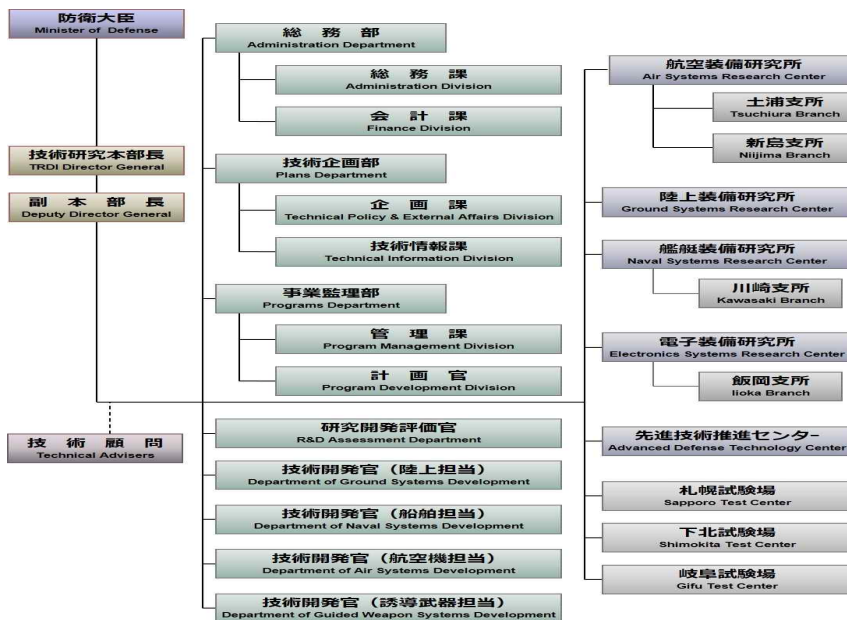 防衛大臣
Minister of Defense
技術研究本部長
TRDI Director General
副本部長
Deputy Director General
技術顧問
Technical Advisers
総務部
Administration Department
総務課
Administration Division
会計課
Finance Division
技術企画部
Plans Department
企画課
Technical Policy & External Affairs Division
技術情報課
Technical Information Division
事業監理部
Programs Department
管理課
Program Management Division
計画官
Program Development Division
研究開発評価官
R&D Assessment Department
技術開発官（陸上担当）
Department of Ground Systems Development
技術開発官（船舶担当）
Department of Naval Systems Development
技術開発官（航空機担当）
Department of Air Systems Development
技術開発官（誘導武器担当）
Department of Guided Weapon Systems Development
航空装備研究所
Air Systems Research Center
土浦支所
Tsuchiura Branch
新島支所
Niijima Branch
陸上装備研究所
Ground Systems Research Center
艦艇装備研究所
Naval Systems Research Center
川崎支所
Kawasaki Branch
電子装備研究所
Electronics Systems Research Center
飯岡支所
Iioka Branch
先進技術推進センター
Advanced Defense Technology Center
札幌試験場
Sapporo Test Center
下北試験場
Shimokita Test Center
岐阜試験場
Gifu Test Center